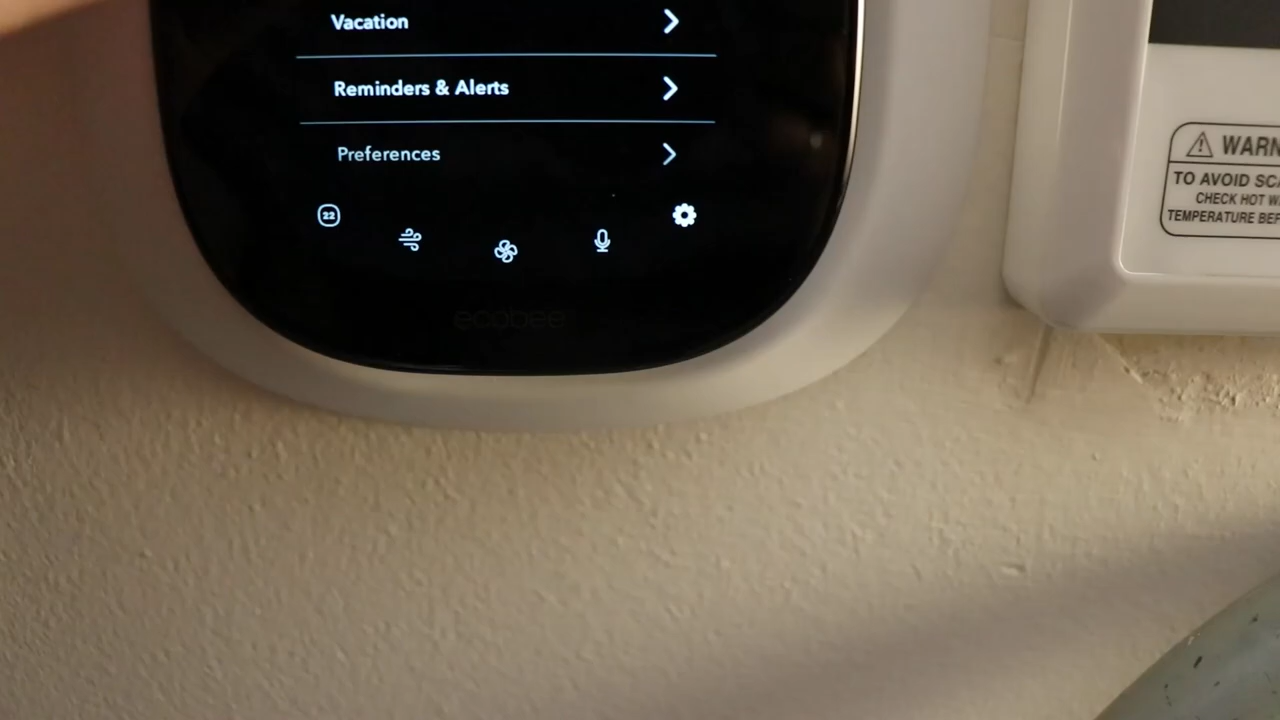 Vacation
Reminders & Alerts
Preferences
22
ecobee
WARN
TO AVOID SCA
CHECK HOT W
TEMPERATURE BEF